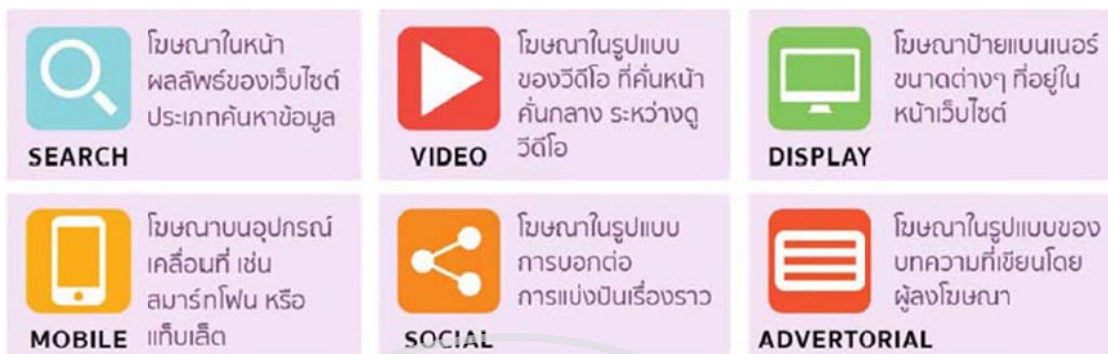 โฆษณาในหน้า
ผลลัพธ์ของเว็บไซต์
ประเภทค้นหาข้อมูล
SEARCH
โฆษณาในรูปแบบ
ของวีดีโอ ที่คั่นหน้า
คั่นกลาง ระหว่างดู
วีดีโอ
VIDEO
โฆษณาป้ายแบนเนอร์
ขนาดต่างๆ ที่อยู่ใน
หน้าเว็บไซต์
DISPLAY
โฆษณาบนอุปกรณ์
เคลื่อนที่ เช่น
สมาร์ทโฟน หรือ
แท็บเล็ต
MOBILE
โฆษณาในรูปแบบ
การบอกต่อ
การแบ่งปันเรื่องราว
SOCIAL
โฆษณาในรูปแบบของ
บทความที่เขียนโดย
ผู้ลงโฆษณา
ADVERTORIAL